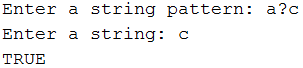 Enter a string pattern: a?c
Enter a string: c
TRUE